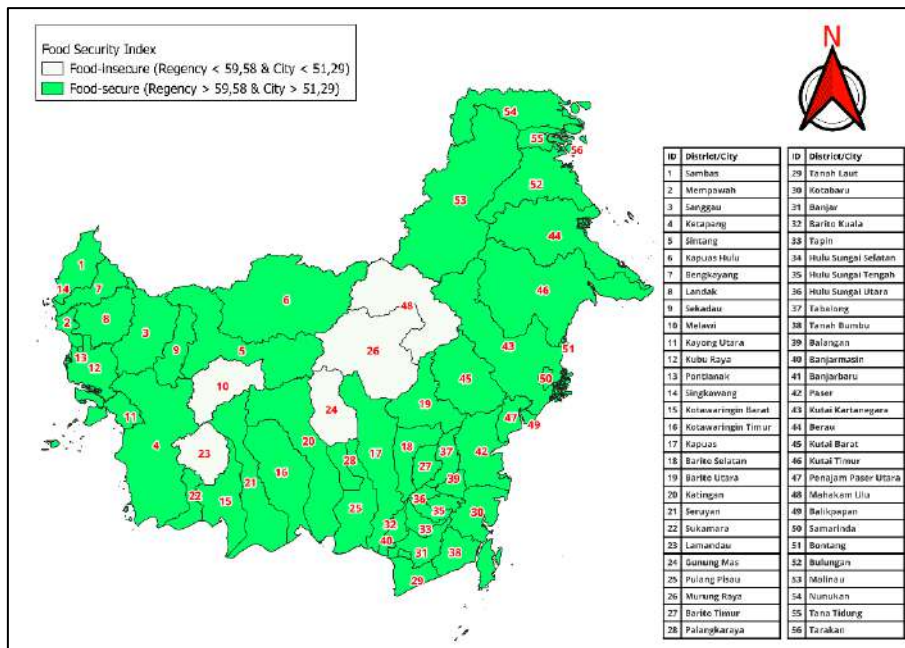 Food Security Index
Food-insecure (Regency < 59,58 & City < 51,29)
Food-secure (Regency > 59,58 & City > 51,29)
N
54
55
56
52
53
44
1
14
7
6
48
46
2
8
3
26
43
51
9
5
13
12
10
45
50
24
19
11
47
49
4
20
23
17
18
37
42
16
28
27
21
39
22
15
25
36
35
30
32
33
40
31
38
29
ID District/City ID District/City
1 Sambas 29 Tanah Laut
2 Mempawah 30 Kotabaru
3 Sanggau 31 Banjar
4 Ketapang 32 Barito Kuala
5 Sintang 33 Tapin
6 Kapuas Hulu 34 Hulu Sungai Selatan
7 Bengkayang 35 Hulu Sungai Tengah
8 Landak 36 Hulu Sungai Utara
9 Sekadau 37 Tabalong
10 Melawi 38 Tanah Bumbu
11 Kayong Utara 39 Balangan
12 Kubu Raya 40 Banjarmasin
13 Pontianak 41 Banjarbaru
14 Singkawang 42 Paser
15 Kotawaringin Barat 43 Kutai Kartanegara
16 Kotawaringin Timur 44 Berau
17 Kapuas 45 Kutai Barat
18 Barito Selatan 46 Kutai Timur
19 Barito Utara 47 Penajam Paser Utara
20 Katingan 48 Mahakam Ulu
21 Seruyan 49 Balikpapan
22 Sukamara 50 Samarinda
23 Lamandau 51 Bontang
24 Gunung Mas 52 Bulungan
25 Pulang Pisau 53 Malinau
26 Murung Raya 54 Nunukan
27 Barito Timur 55 Tana Tidung
28 Palangkaraya 56 Tarakan